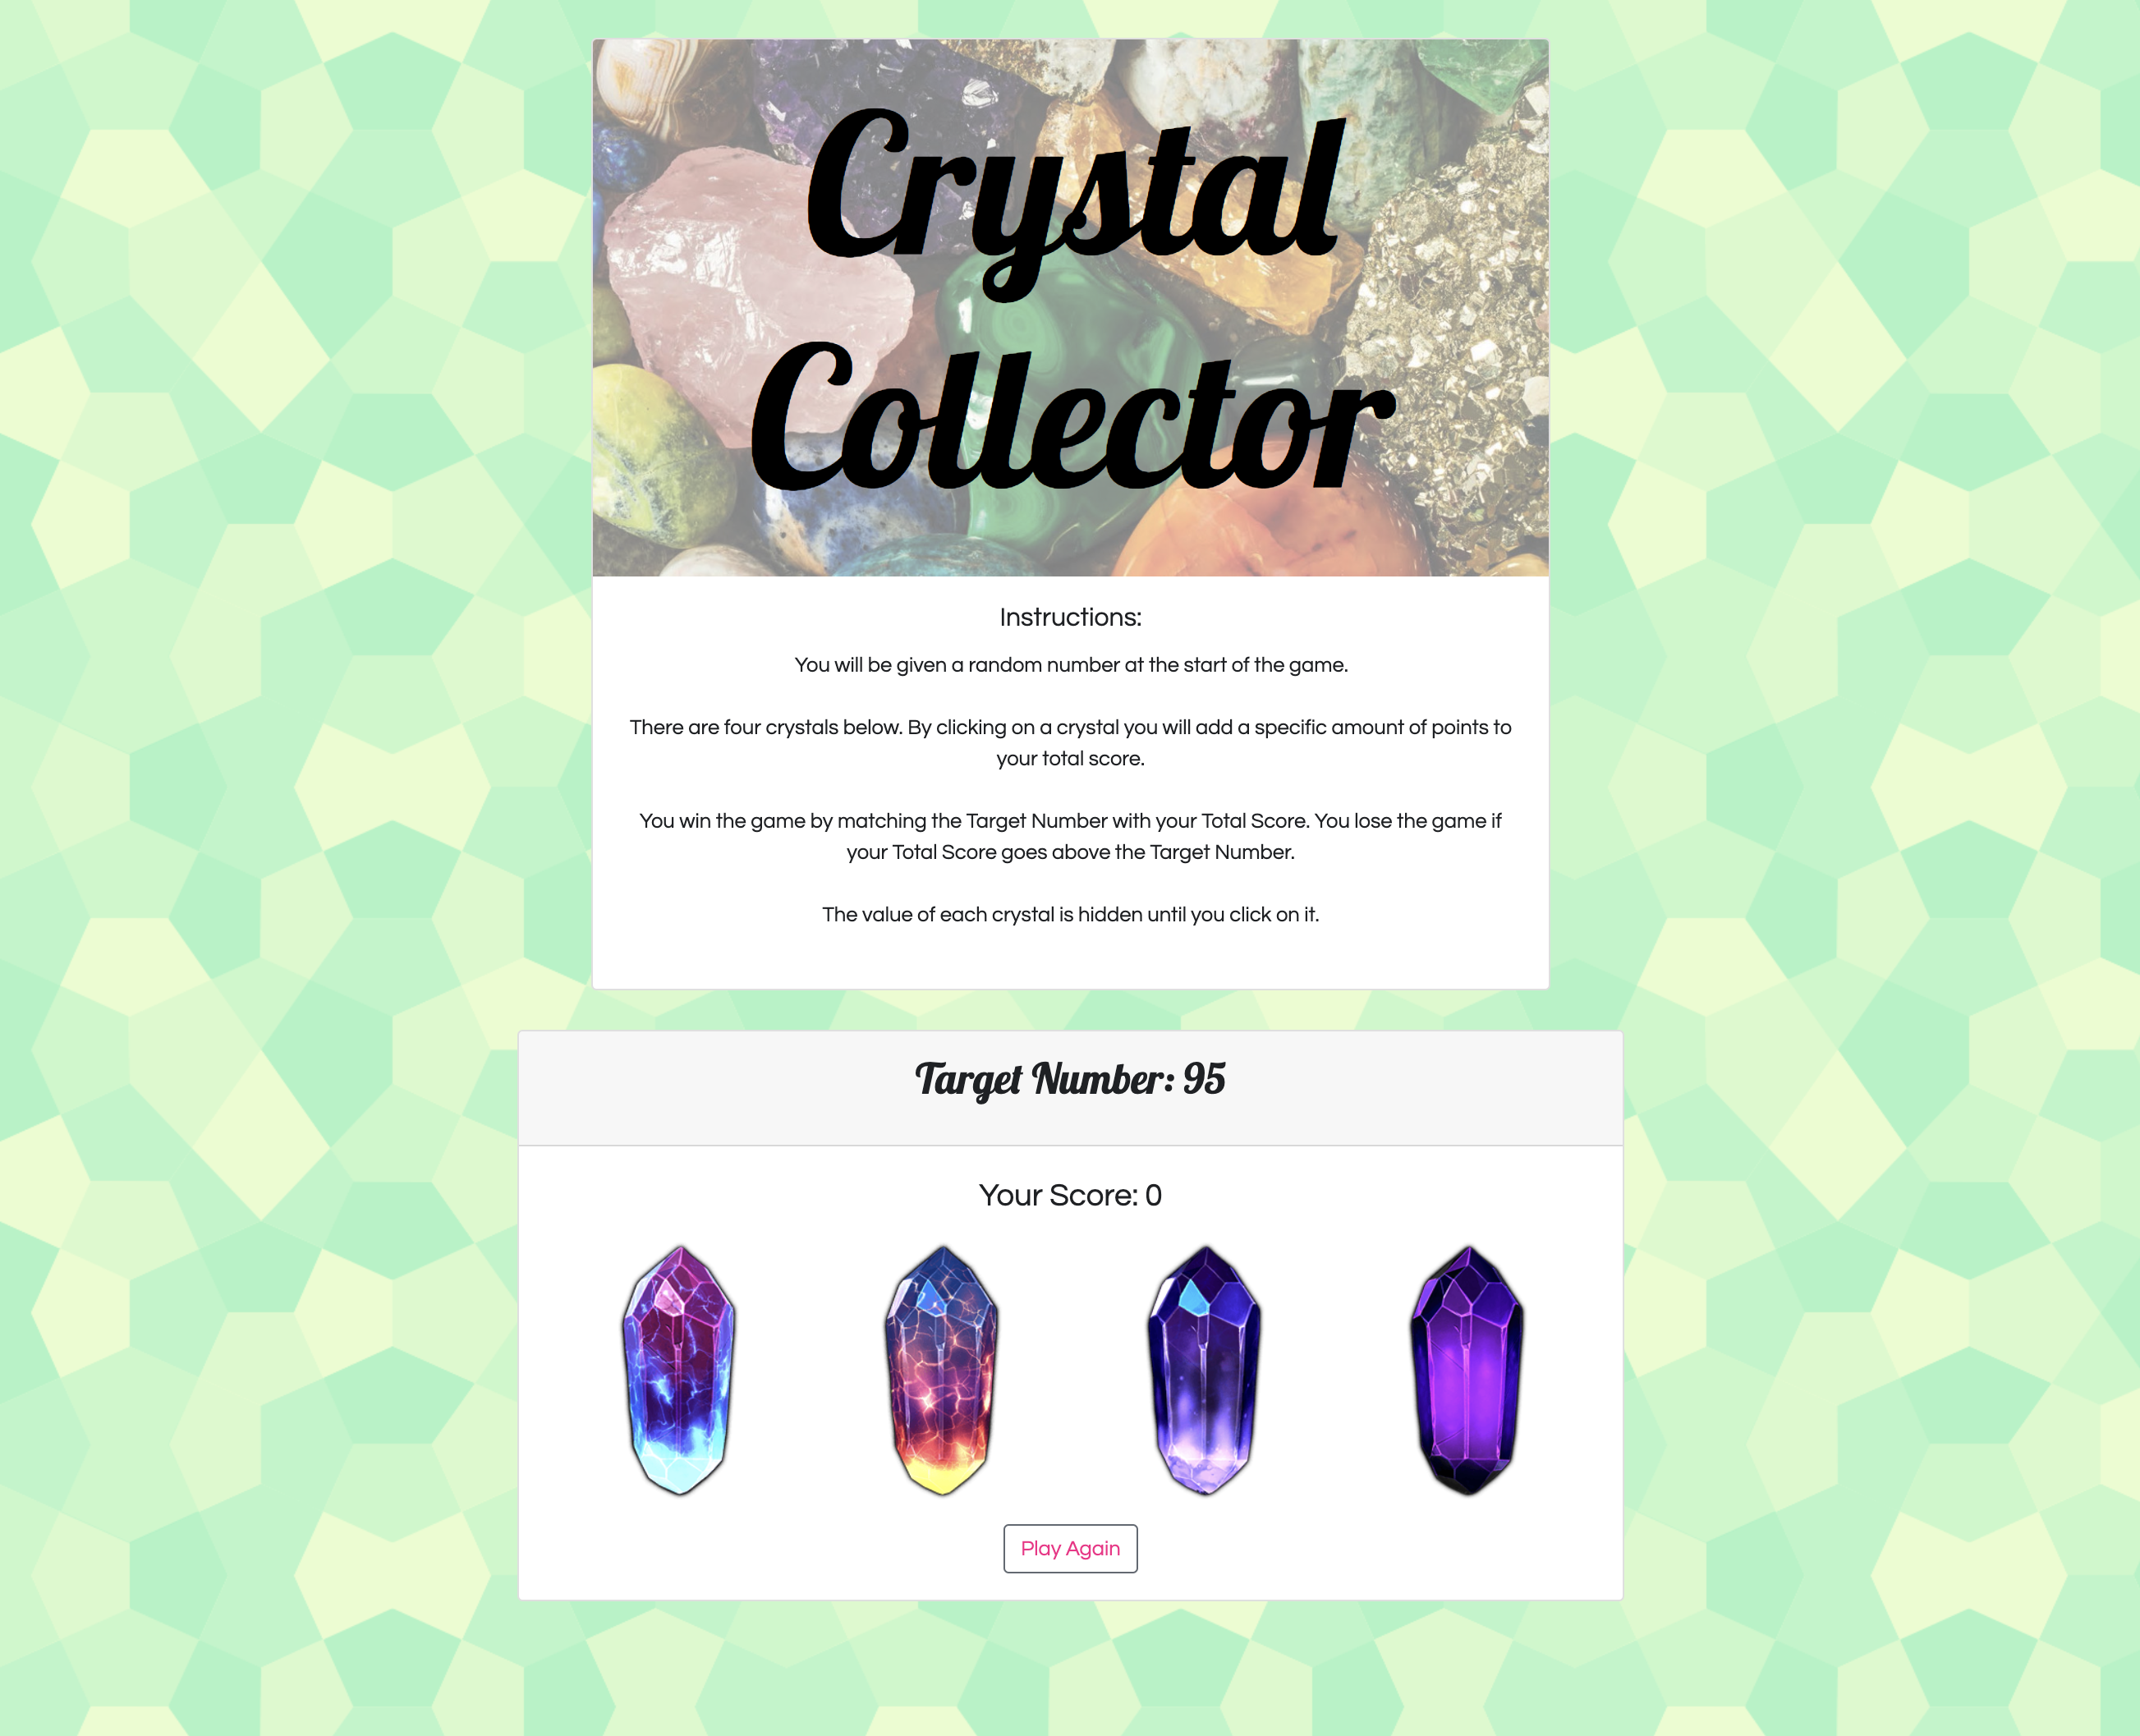 Crystal
Collector
Instructions:
You will be given a random number at the start of the game.
There are four crystals below. By clicking on a crystal you will add a specific amount of points to
your total score.
You win the game by matching the Target Number with your Total Score. You lose the game if
your Total Score goes above the Target Number.
The value of each crystal is hidden until you click on it.
Target Number: 95
Your Score: 0
Play Again